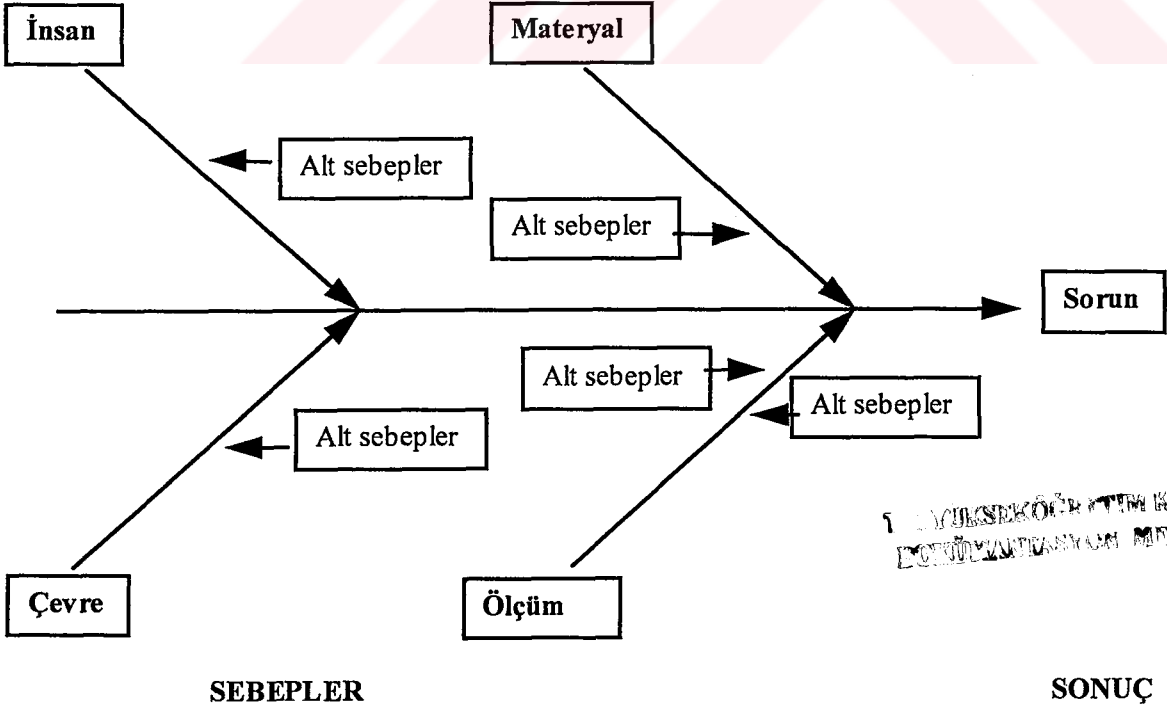 İnsan
Materyal
Alt sebepler
Alt sebepler
Sorun
Alt sebepler
Alt sebepler
Alt sebepler
Çevre
Ölçüm
SEBEPLER
SONUÇ